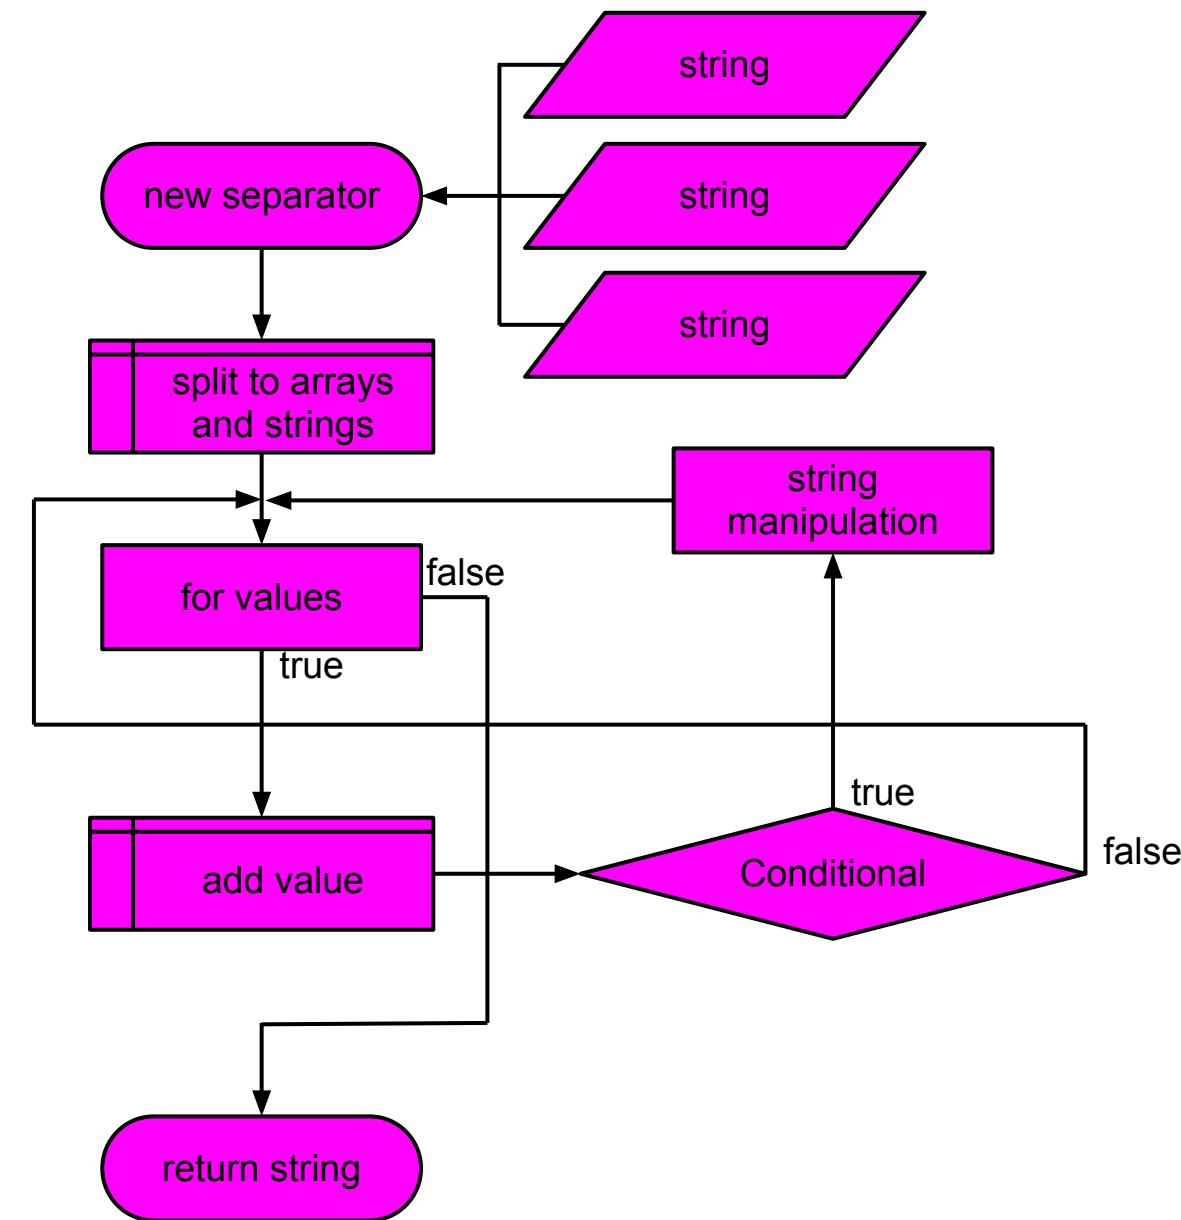 string
new separator
string
string
split to arrays
and strings
string
manipulation
for values
false
true
true
false
add value
Conditional
return string